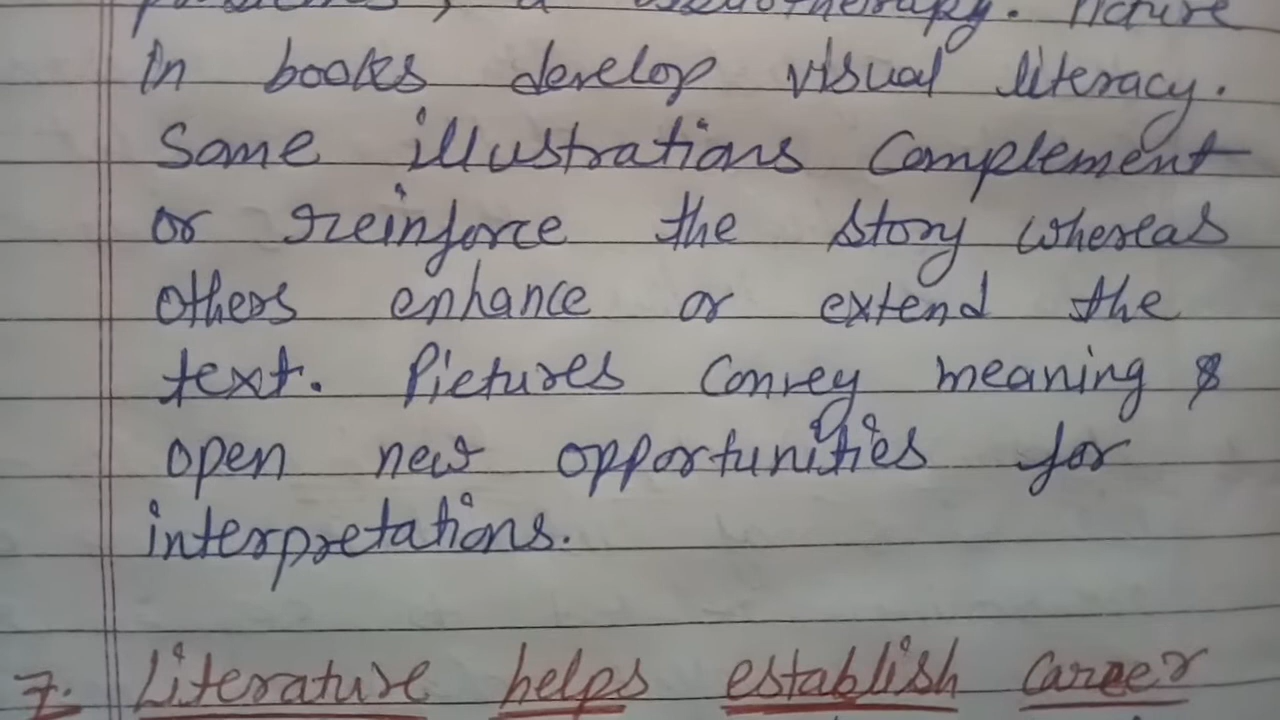 Picture
in books develop visual literacy.
Some illustrations complement
or reinforce the story whereas
others enhance or extend the
text. Pictures convey meaning &
open new opportunities for
interpretations.
7. Literature helps establish career